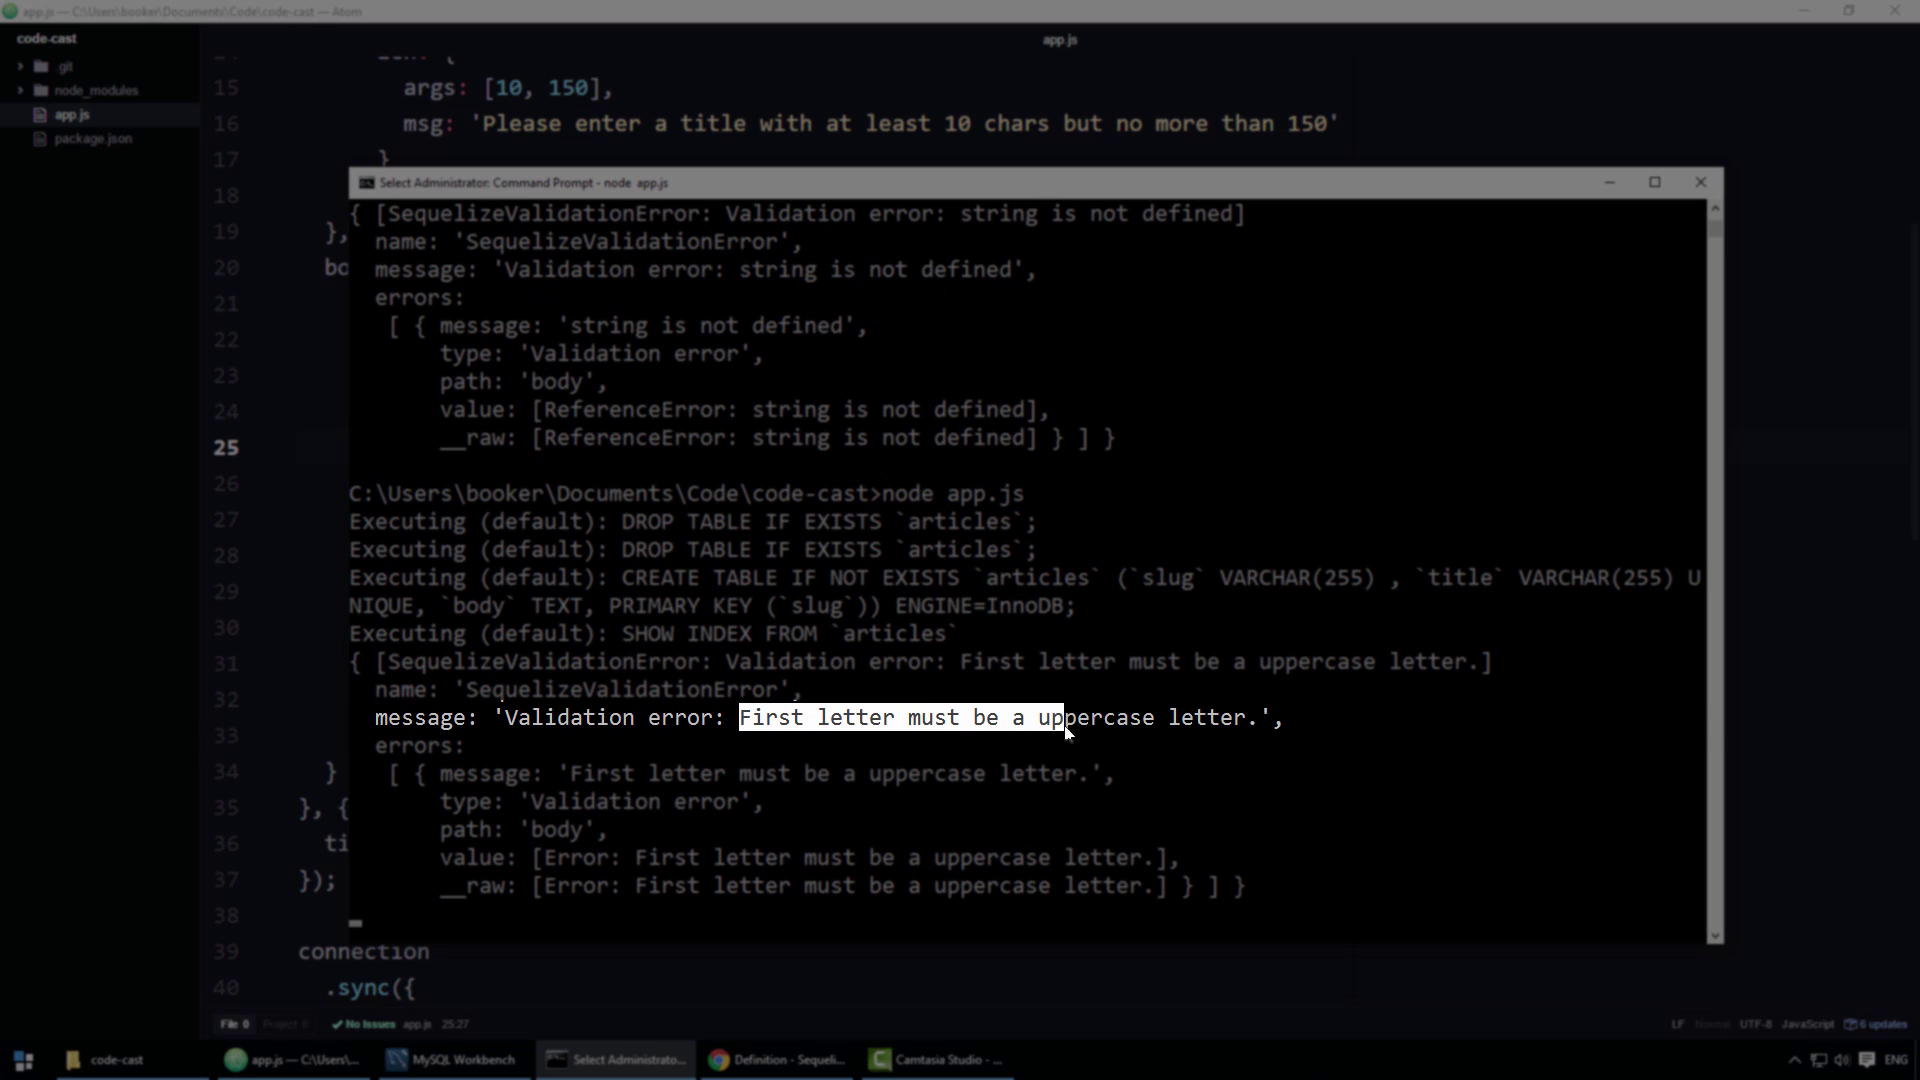 app.js — C:\Users\booker\Documents\Code\code-cast — Atom
code-cast
.git
node_modules
app.js
package.json
app.js
15 args: [10, 150],
16 msg: 'Please enter a title with at least 10 chars but no more than 150'
17 }
18
19 },
20 bo
21
22
23
24
25
26
27
28
29
30
31
32
33
34 }
35 }, {
36 ti
37 });
38
39 connection
40 .sync({
Select Administrator: Command Prompt - node app.js
{ [SequelizeValidationError: Validation error: string is not defined]
name: 'SequelizeValidationError',
message: 'Validation error: string is not defined',
errors:
[ { message: 'string is not defined',
type: 'Validation error',
path: 'body',
value: [ReferenceError: string is not defined],
__raw: [ReferenceError: string is not defined] } ] }
C:\Users\booker\Documents\Code\code-cast>node app.js
Executing (default): DROP TABLE IF EXISTS `articles`;
Executing (default): DROP TABLE IF EXISTS `articles`;
Executing (default): CREATE TABLE IF NOT EXISTS `articles` (`slug` VARCHAR(255) , `title` VARCHAR(255) U
NIQUE, `body` TEXT, PRIMARY KEY (`slug`)) ENGINE=InnoDB;
Executing (default): SHOW INDEX FROM `articles`
{ [SequelizeValidationError: Validation error: First letter must be a uppercase letter.]
name: 'SequelizeValidationError',
message: 'Validation error: First letter must be a uppercase letter.',
errors:
[ { message: 'First letter must be a uppercase letter.',
type: 'Validation error',
path: 'body',
value: [Error: First letter must be a uppercase letter.],
__raw: [Error: First letter must be a uppercase letter.] } ] }
File 0 Project 0 No Issues app.js 25:27
LF Normal UTF-8 JavaScript 6 updates
code-cast
app.js — C:\Users\...
MySQL Workbench
Select Administrato...
Definition - Sequeli...
Camtasia Studio - ...
ENG